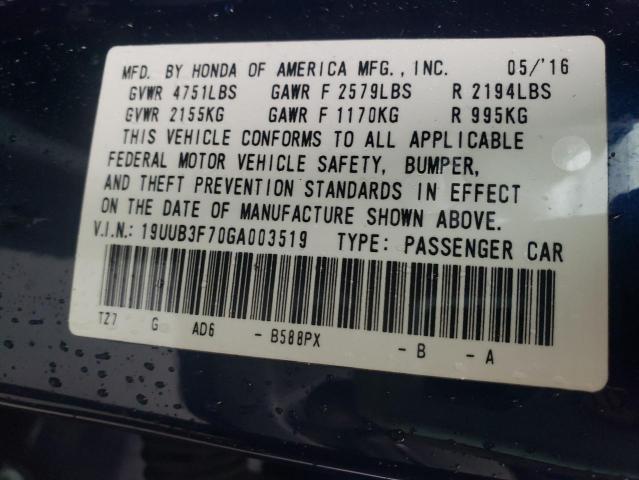 MFD. BY HONDA OF AMERICA MFG., INC. 05/'16
GVWR 4751LBS GAWR F 2579LBS R 2194LBS
GVWR 2155KG GAWR F 1170KG R 995KG
THIS VEHICLE CONFORMS TO ALL APPLICABLE
FEDERAL MOTOR VEHICLE SAFETY, BUMPER,
AND THEFT PREVENTION STANDARDS IN EFFECT
ON THE DATE OF MANUFACTURE SHOWN ABOVE.
V.I.N.: 19UUB3F70GA003519 TYPE: PASSENGER CAR
TZ7 G AD6 - B588PX - B - A